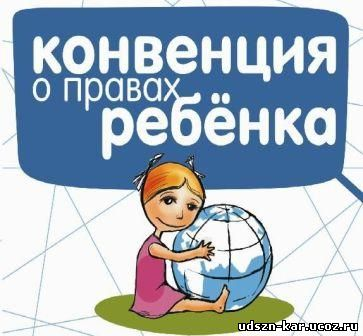 конвенция
о правах
ребёнка
udszn-kar.ucoz.ru